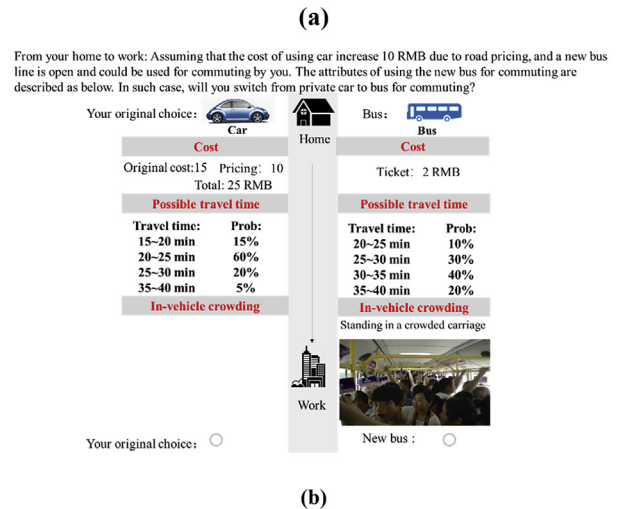 (a)
From your home to work: Assuming that the cost of using car increase 10 RMB due to road pricing, and a new bus
line is open and could be used for commuting by you. The attributes of using the new bus for commuting are
described as below. In such case, will you switch from private car to bus for commuting?
Your original choice:
Car
Home
Bus:
Bus
Cost
Cost
Original cost:15 Pricing: 10
Total: 25 RMB
Ticket: 2 RMB
Possible travel time
Possible travel time
Travel time: Prob:
15~20 min 15%
20~25 min 60%
25~30 min 20%
35~40 min 5%
Travel time: Prob:
20~25 min 10%
25~30 min 30%
30~35 min 40%
35~40 min 20%
In-vehicle crowding
In-vehicle crowding
Standing in a crowded carriage
Work
Your original choice:
New bus :
(b)